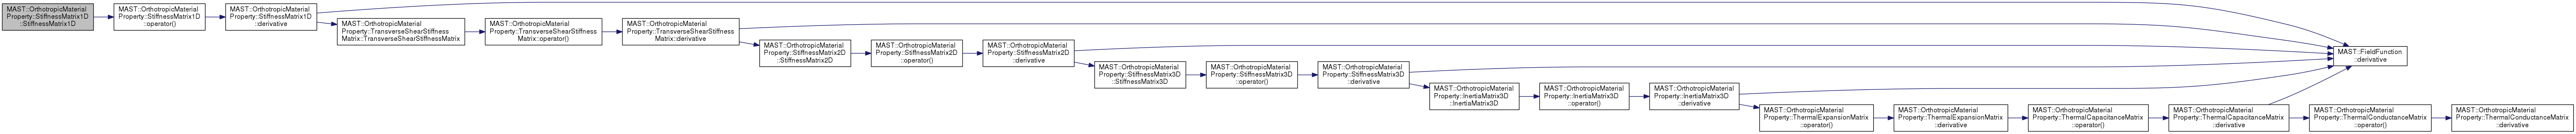 MAST::OrthotropicMaterial
Property::StiffnessMatrix1D
::StiffnessMatrix1D
MAST::OrthotropicMaterial
Property::StiffnessMatrix1D
::operator()
MAST::OrthotropicMaterial
Property::StiffnessMatrix1D
::derivative
MAST::OrthotropicMaterial
Property::TransverseShearStiffness
Matrix::TransverseShearStiffnessMatrix
MAST::OrthotropicMaterial
Property::TransverseShearStiffness
Matrix::operator()
MAST::OrthotropicMaterial
Property::TransverseShearStiffness
Matrix::derivative
MAST::OrthotropicMaterial
Property::StiffnessMatrix2D
::StiffnessMatrix2D
MAST::OrthotropicMaterial
Property::StiffnessMatrix2D
::operator()
MAST::OrthotropicMaterial
Property::StiffnessMatrix2D
::derivative
MAST::FieldFunction
::derivative
MAST::OrthotropicMaterial
Property::StiffnessMatrix3D
::StiffnessMatrix3D
MAST::OrthotropicMaterial
Property::StiffnessMatrix3D
::operator()
MAST::OrthotropicMaterial
Property::StiffnessMatrix3D
::derivative
MAST::OrthotropicMaterial
Property::InertiaMatrix3D
::InertiaMatrix3D
MAST::OrthotropicMaterial
Property::InertiaMatrix3D
::operator()
MAST::OrthotropicMaterial
Property::InertiaMatrix3D
::derivative
MAST::OrthotropicMaterial
Property::ThermalExpansionMatrix
::operator()
MAST::OrthotropicMaterial
Property::ThermalExpansionMatrix
::derivative
MAST::OrthotropicMaterial
Property::ThermalCapacitanceMatrix
::operator()
MAST::OrthotropicMaterial
Property::ThermalCapacitanceMatrix
::derivative
MAST::OrthotropicMaterial
Property::ThermalConductanceMatrix
::operator()
MAST::OrthotropicMaterial
Property::ThermalConductanceMatrix
::derivative